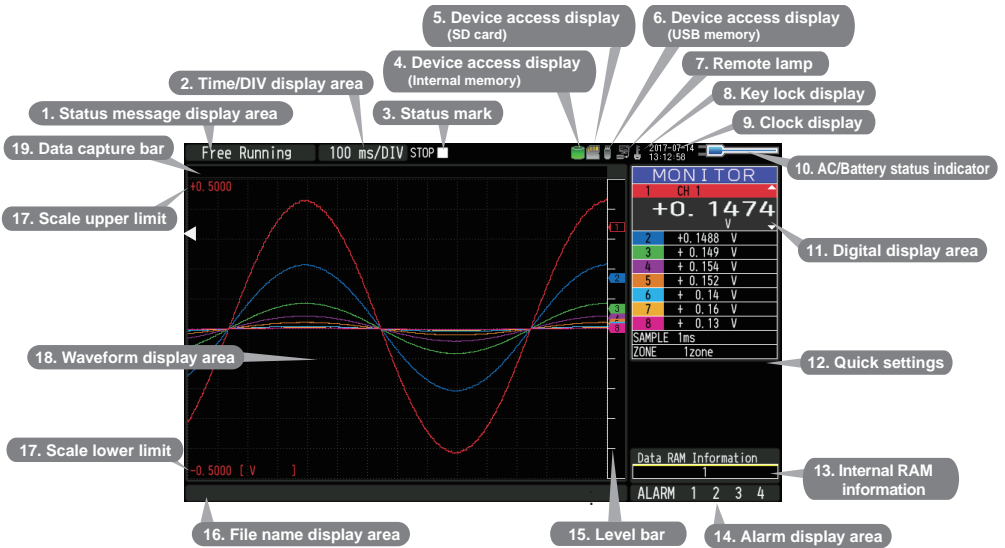 5. Device access display
(SD card)
6. Device access display
(USB memory)
4. Device access display
(Internal memory)
7. Remote lamp
2. Time/DIV display area
8. Key lock display
1. Status message display area
3. Status mark
9. Clock display
19. Data capture bar
Free Running
100 ms/DIV
STOP
2017-07-14
13:12:58
10. AC/Battery status indicator
MONITOR
1 CH 1
+0.5000
+0. 1474
V
17. Scale upper limit
1
11. Digital display area
2 +0.1488 V
3 + 0.149 V
4 + 0.154 V
5 + 0.152 V
6 + 0.14 V
7 + 0.16 V
8 + 0.13 V
2
3
8
SAMPLE 1ms
ZONE 1zone
18. Waveform display area
12. Quick settings
17. Scale lower limit
-0.5000 [ V ]
Data RAM Information
1
13. Internal RAM
information
ALARM 1 2 3 4
16. File name display area
15. Level bar
14. Alarm display area